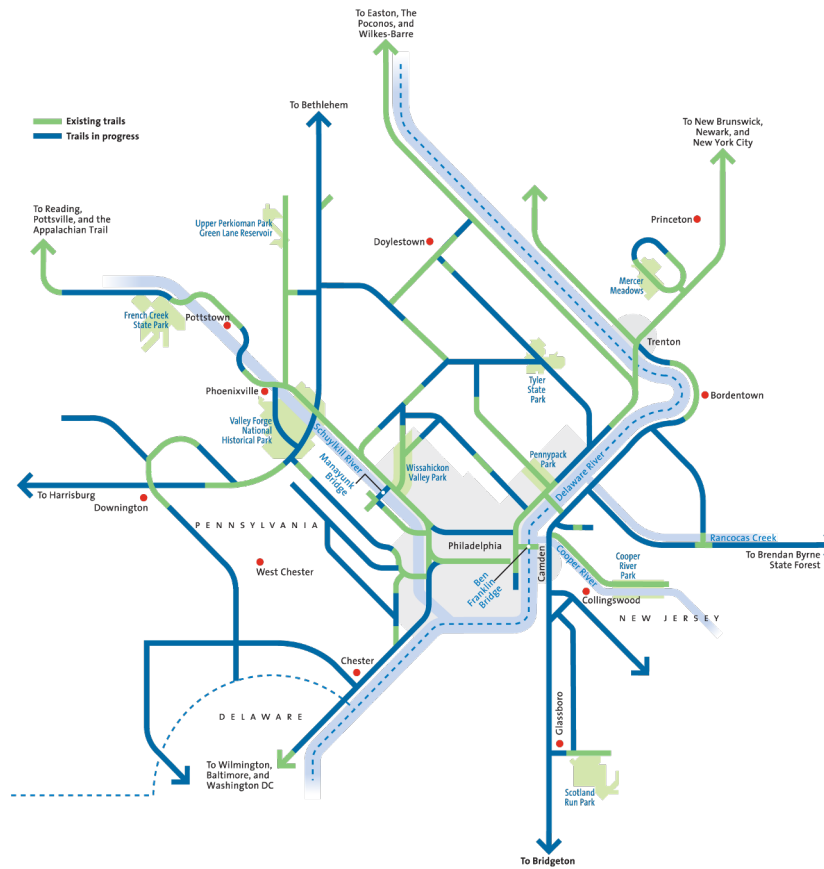 To Easton, The
Poconos, and
Wilkes-Barre
To Bethlehem
Existing trails
Trails in progress
To New Brunswick,
Newark, and
New York City
To Reading,
Pottsville, and the
Appalachian Trail
Upper Perkioman Park
Green Lane Reservoir
Princeton
Doylestown
Mercer
Meadows
French Creek
State Park
Pottstown
Trenton
Phoenixville
Tyler
State
Park
Bordentown
Valley Forge
National
Historical Park
Schuylkill River
Manayunk
Bridge
Wissahickon
Valley Park
Pennypack
Park
Delaware River
To Harrisburg
Downington
PENNSYLVANIA
Philadelphia
Camden
Rancocas Creek
To Brendan Byrne
State Forest
West Chester
Ben
Franklin
Bridge
Cooper River
Cooper
River
Park
Collingswood
NEW JERSEY
Chester
DELAWARE
Glassboro
To Wilmington,
Baltimore, and
Washington DC
Scotland
Run Park
To Bridgeton